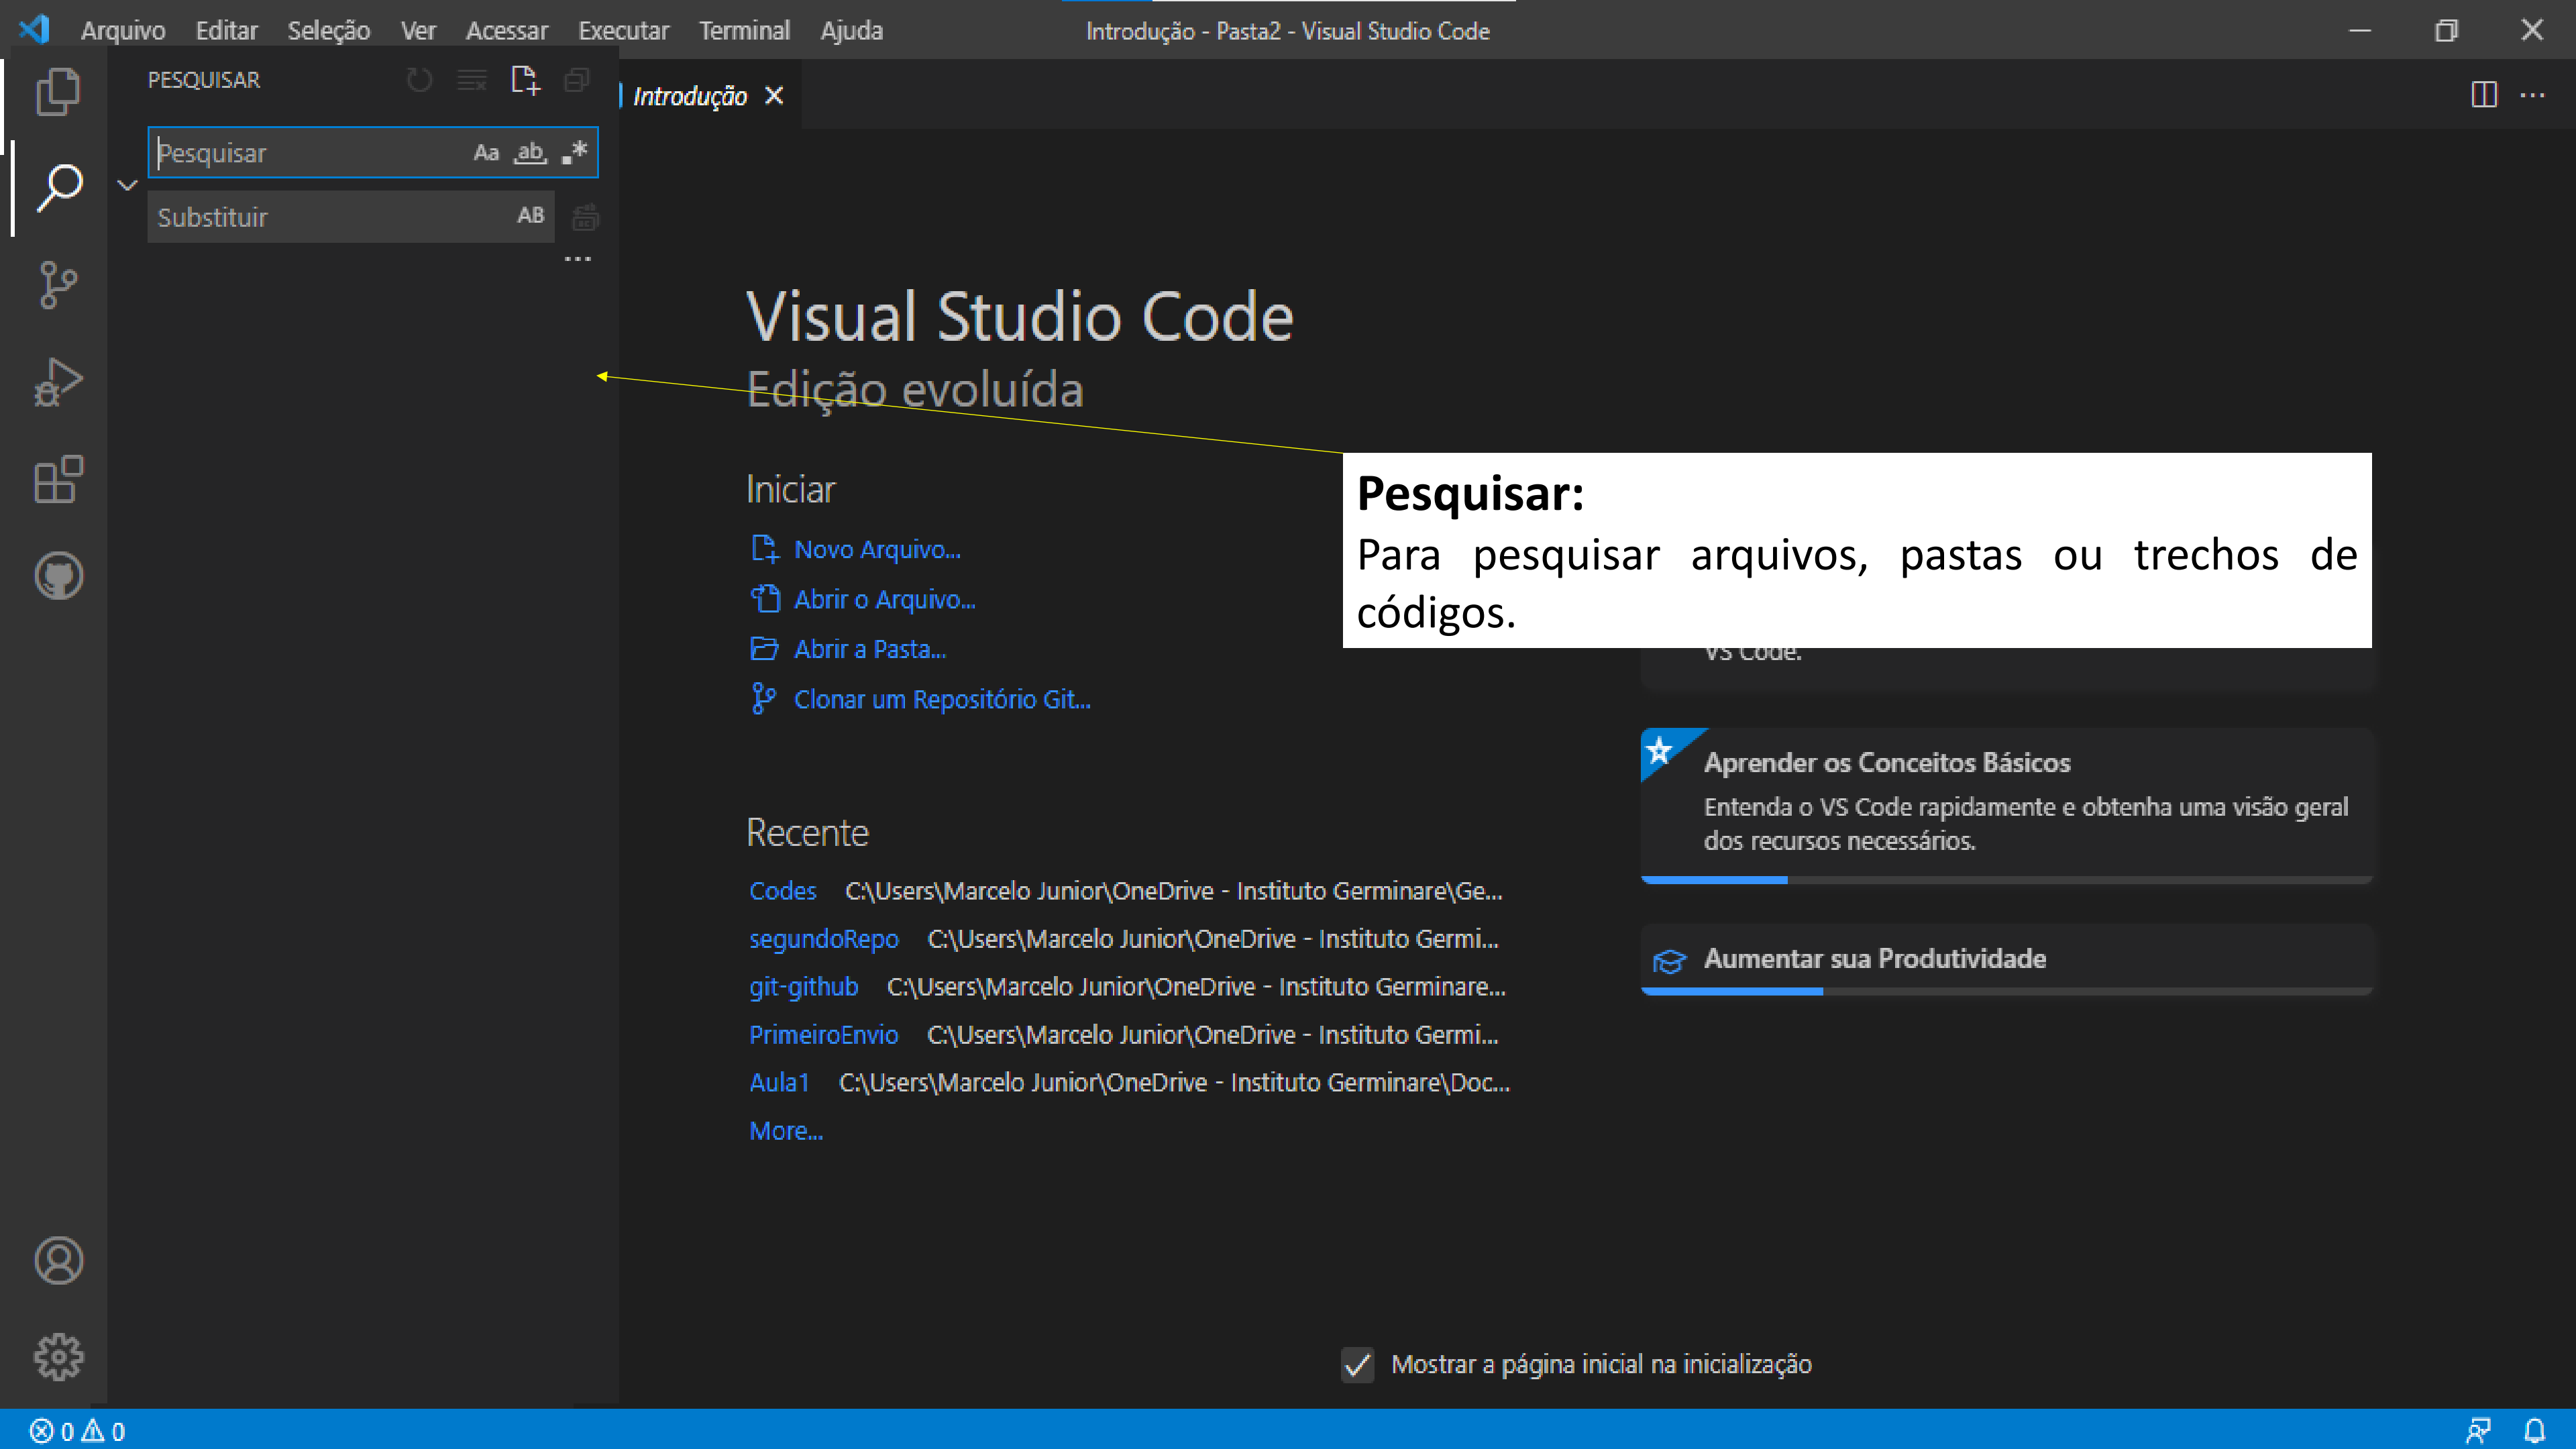 Arquivo Editar Seleção Ver Acessar Executar Terminal Ajuda
Introdução - Pasta2 - Visual Studio Code
PESQUISAR
Pesquisar
Aa ab
Substituir
AB
Introdução
Visual Studio Code
Edição evoluída
Iniciar
Novo Arquivo...
Abrir o Arquivo...
Abrir a Pasta...
Clonar um Repositório Git...
Pesquisar:
Para pesquisar arquivos, pastas ou trechos de
códigos.
VS Code.
Aprender os Conceitos Básicos
Entenda o VS Code rapidamente e obtenha uma visão geral
dos recursos necessários.
Aumentar sua Produtividade
Recente
Codes C:\Users\Marcelo Junior\OneDrive - Instituto Germinare\Ge...
segundoRepo C:\Users\Marcelo Junior\OneDrive - Instituto Germi...
git-github C:\Users\Marcelo Junior\OneDrive - Instituto Germinare...
PrimeiroEnvio C:\Users\Marcelo Junior\OneDrive - Instituto Germi...
Aula1 C:\Users\Marcelo Junior\OneDrive - Instituto Germinare\Doc...
More...
Mostrar a página inicial na inicialização
0 0